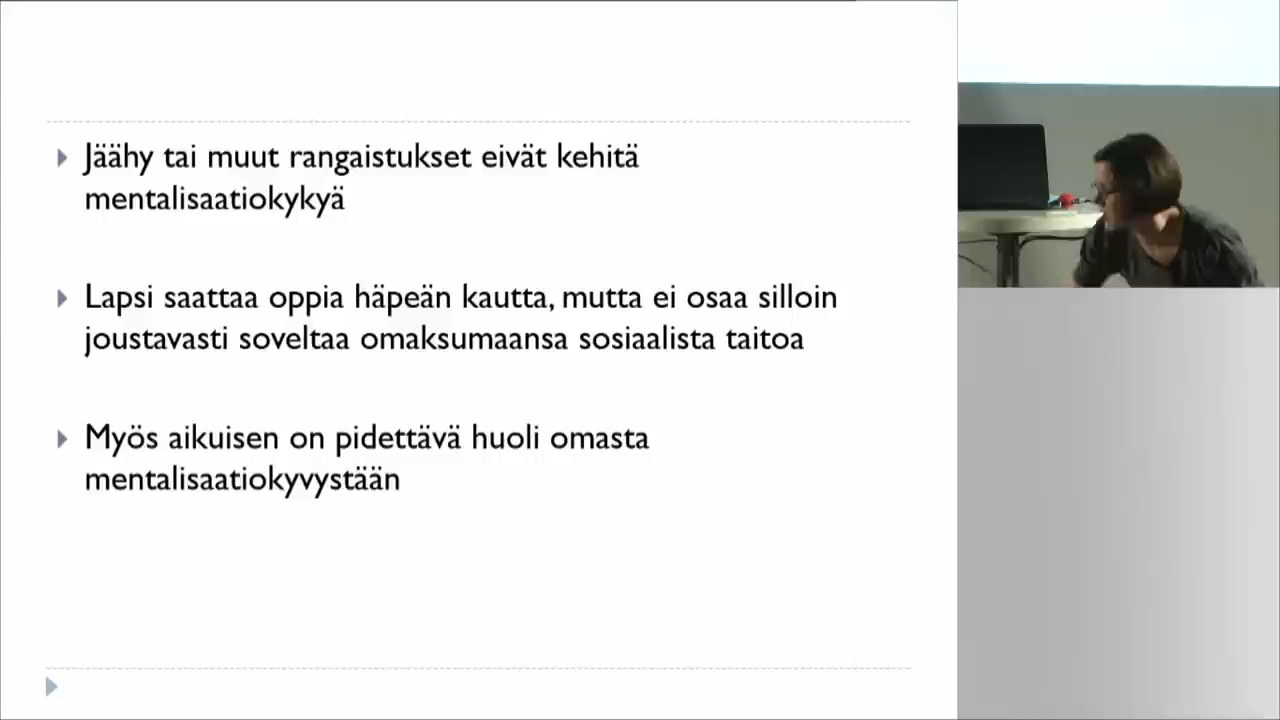 Jäähy tai muut rangaistukset eivät kehitä
mentalisaatiokykyä
Lapsi saattaa oppia häpeän kautta, mutta ei osaa silloin
joustavasti soveltaa omaksumaansa sosiaalista taitoa
Myös aikuisen on pidettävä huoli omasta
mentalisaatiokyvystään